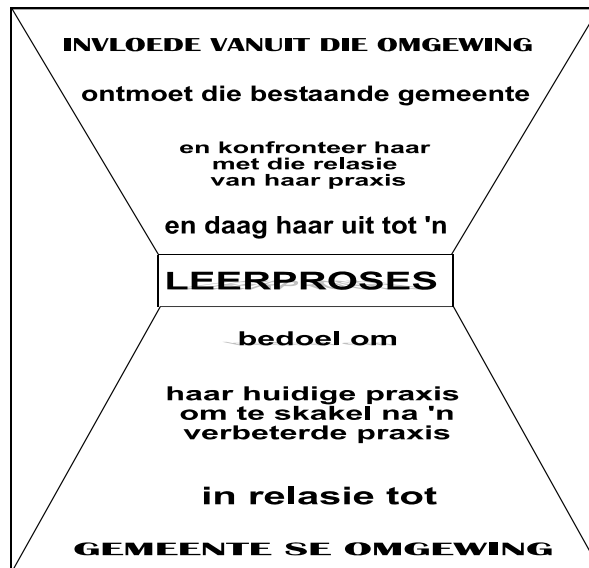 INVLOEDE VANUIT DIE OMGEWING
ontmoet die bestaande gemeente
en konfronteer haar
met die relasie
van haar praxis
en daag haar uit tot 'n
LEERPROSES
bedoel om
haar huidige praxis
om te skakel na 'n
verbeterde praxis
in relasie tot
GEMEENTE SE OMGEWING